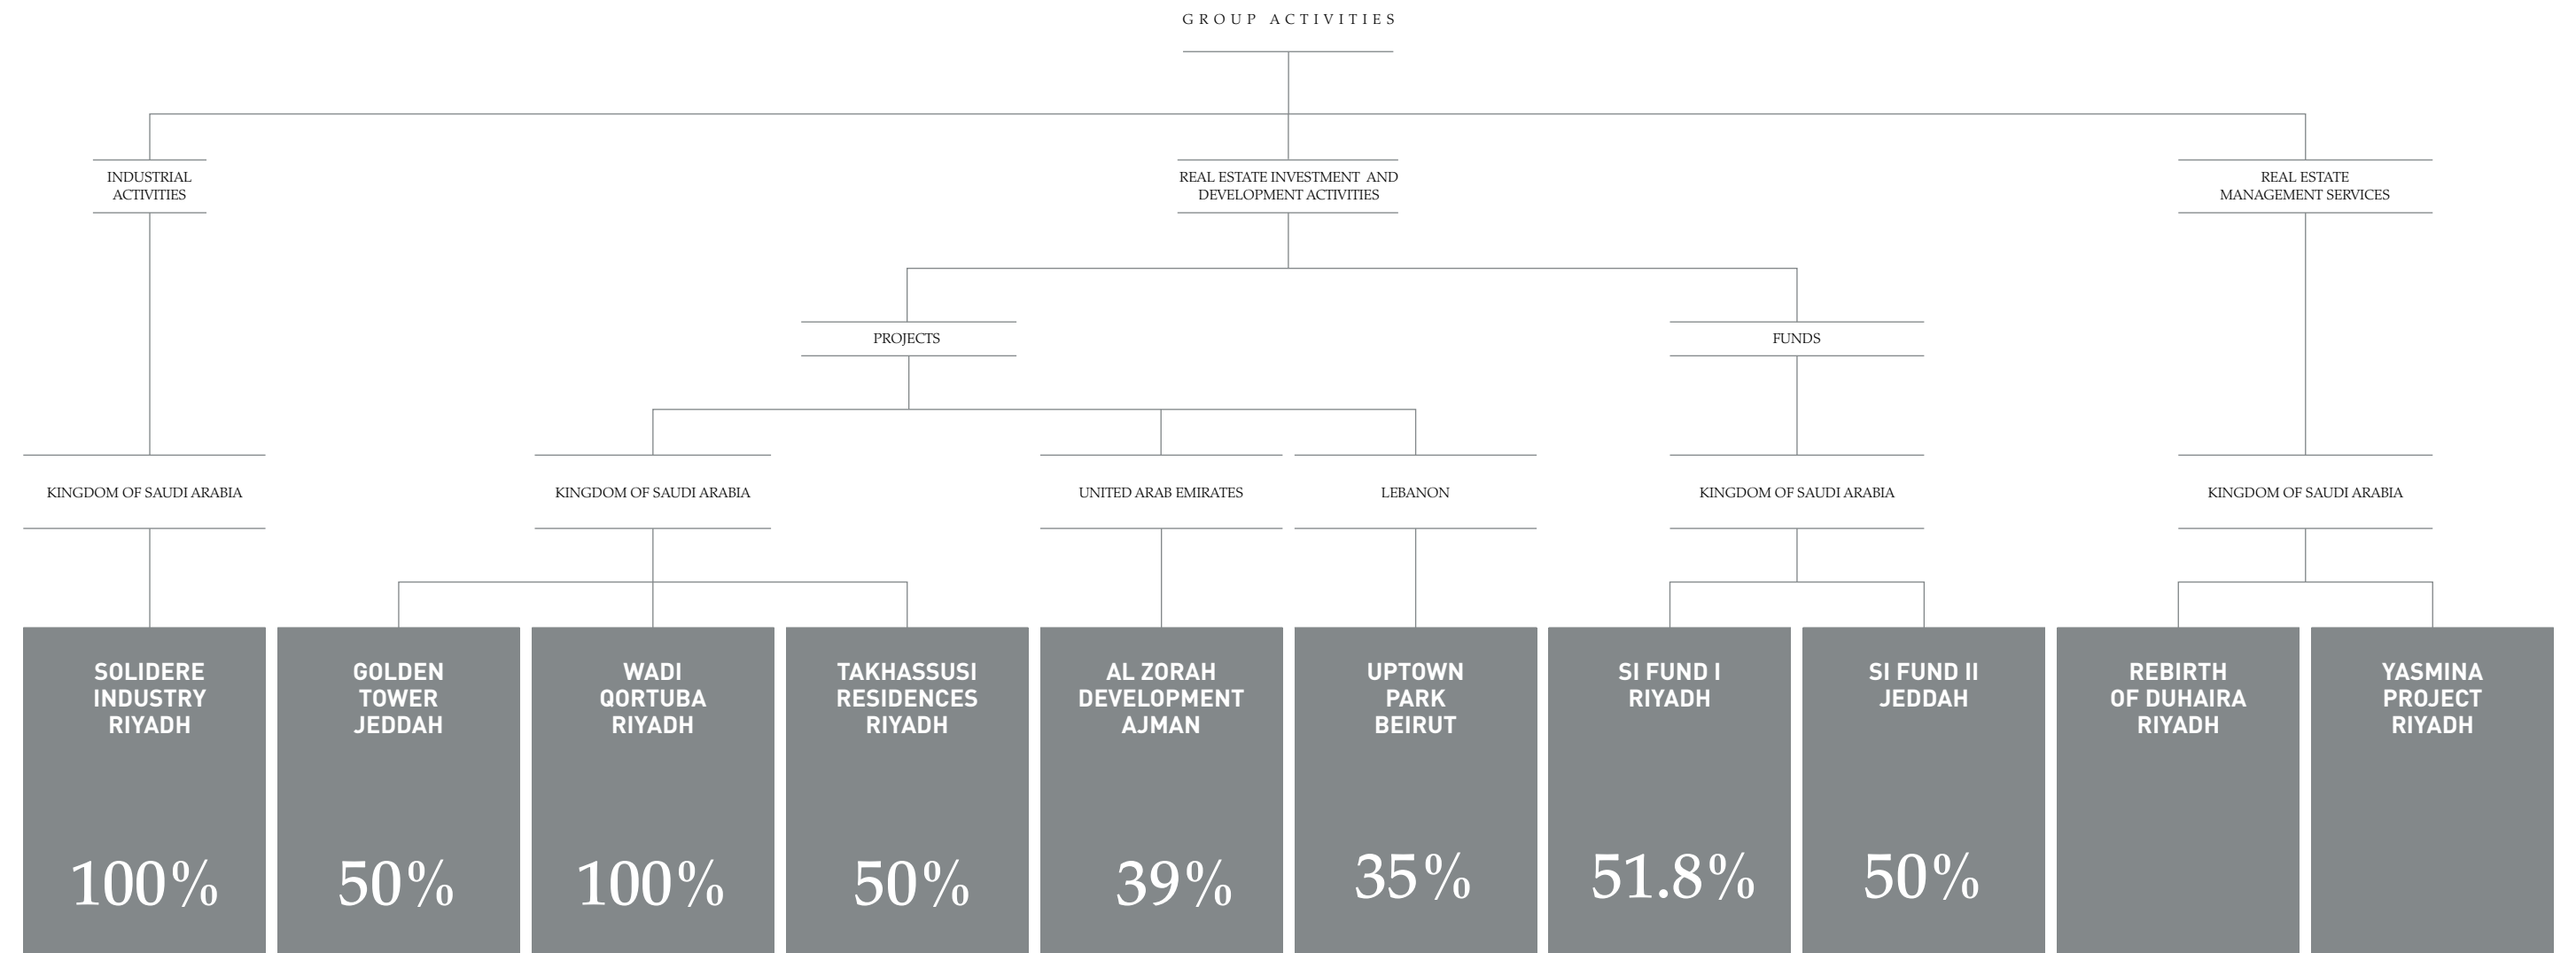 GROUP ACTIVITIES
INDUSTRIAL
ACTIVITIES
REAL ESTATE INVESTMENT AND
DEVELOPMENT ACTIVITIES
REAL ESTATE
MANAGEMENT SERVICES
PROJECTS
FUNDS
KINGDOM OF SAUDI ARABIA
KINGDOM OF SAUDI ARABIA
UNITED ARAB EMIRATES
LEBANON
KINGDOM OF SAUDI ARABIA
KINGDOM OF SAUDI ARABIA
SOLIDERE
INDUSTRY
RIYADH
100%
GOLDEN
TOWER
JEDDAH
50%
WADI
QORTUBA
RIYADH
100%
TAKHASSUSI
RESIDENCES
RIYADH
50%
AL ZORAH
DEVELOPMENT
AJMAN
39%
UPTOWN
PARK
BEIRUT
35%
SI FUND I
RIYADH
51.8%
SI FUND II
JEDDAH
50%
REBIRTH
OF DUHAIRA
RIYADH
YASMINA
PROJECT
RIYADH